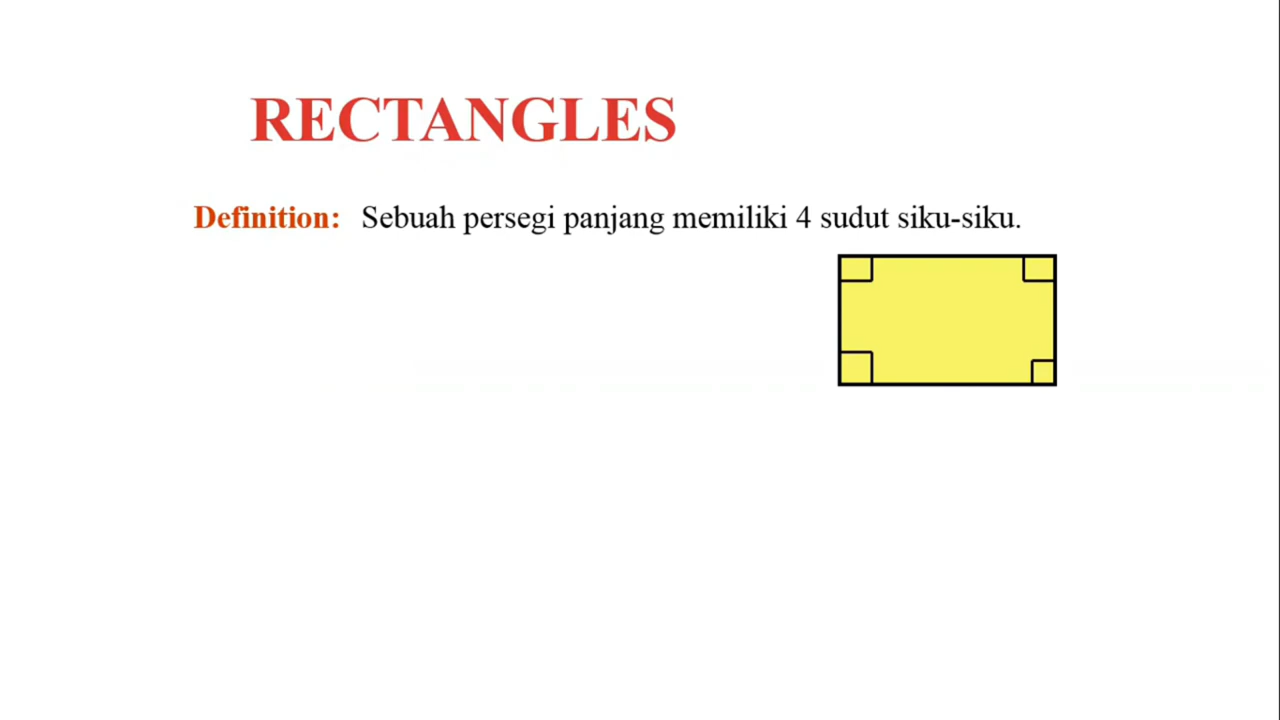 RECTANGLES
Definition: Sebuah persegi panjang memiliki 4 sudut siku-siku.